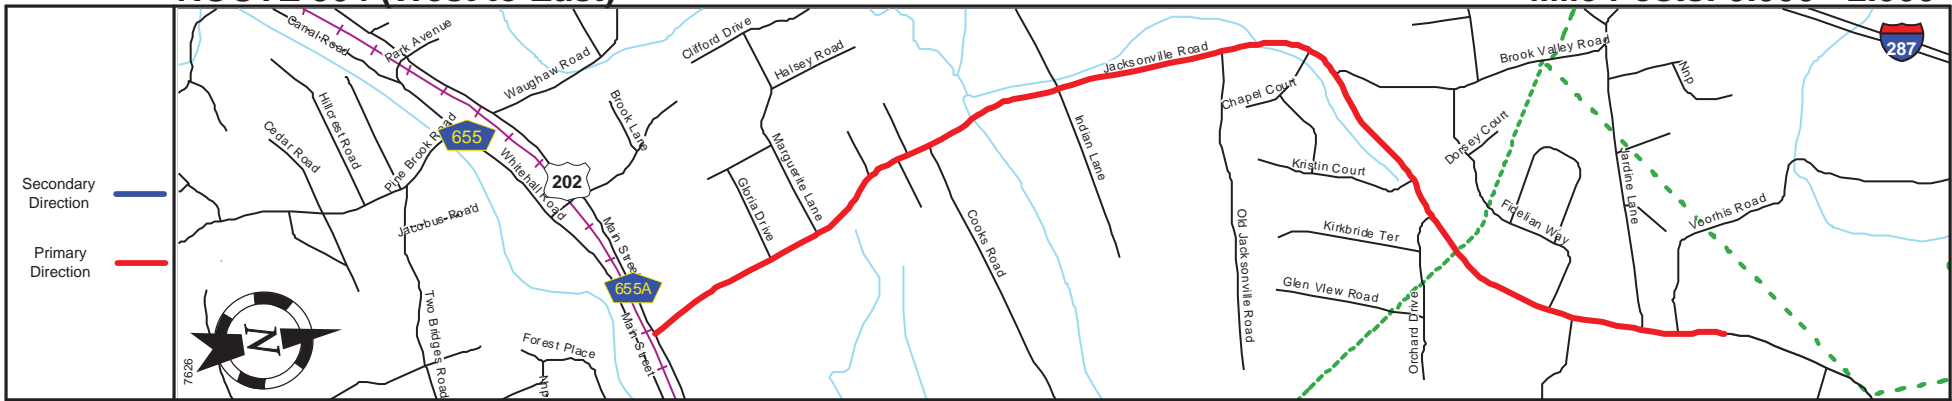 Secondary
Direction
Primary
Direction
Canal Road
Park Avenue
Waughaw Road
Clifford Drive
Halsey Road
Jacksonville Road
Brook Valley Road
287
Nnp
Hillcrest Road
Cedar Road
Pine Brook Road
655
Whitehall Road
202
Brook Lane
Marguerite Lane
Gloria Drive
Indian Lane
Chapel Court
Kristin Court
Dorsey Court
Jardine Lane
Voorhis Road
Fidelian Way
Kirkbride Ter
Glen View Road
Orchard Drive
Old Jacksonville Road
Cooks Road
Jacobus Road
Main Street
655A
Main Street
Two Bridges Road
Forest Place
Nnp
N
7626